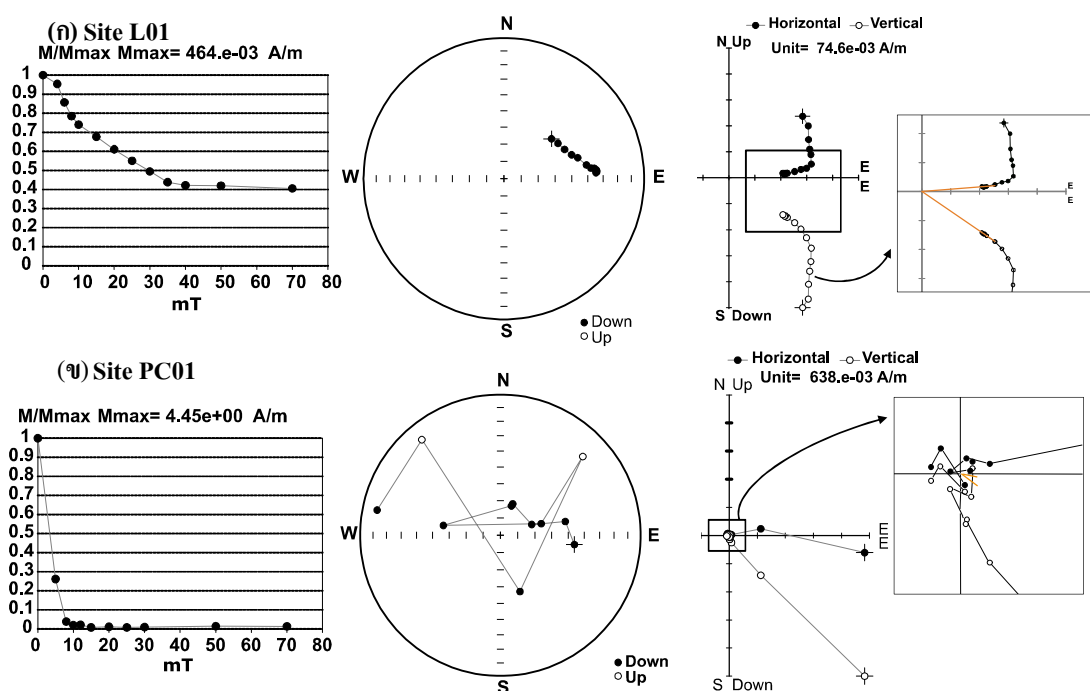 (ก) Site L01
M/Mmax Mmax= 464.e-03 A/m
1
0.9
0.8
0.7
0.6
0.5
0.4
0.3
0.2
0.1
0
0 10 20 30 40 50 60 70 80
mT
N
W
E
S
Down
Up
Horizontal Vertical
Unit= 74.6e-03 A/m
N Up
E
E
S Down
E
E
(ข) Site PC01
M/Mmax Mmax= 4.45e+00 A/m
1
0.9
0.8
0.7
0.6
0.5
0.4
0.3
0.2
0.1
0
0 10 20 30 40 50 60 70 80
mT
N
W
E
S
Down
Up
Horizontal Vertical
Unit= 638.e-03 A/m
N Up
E
E
S Down